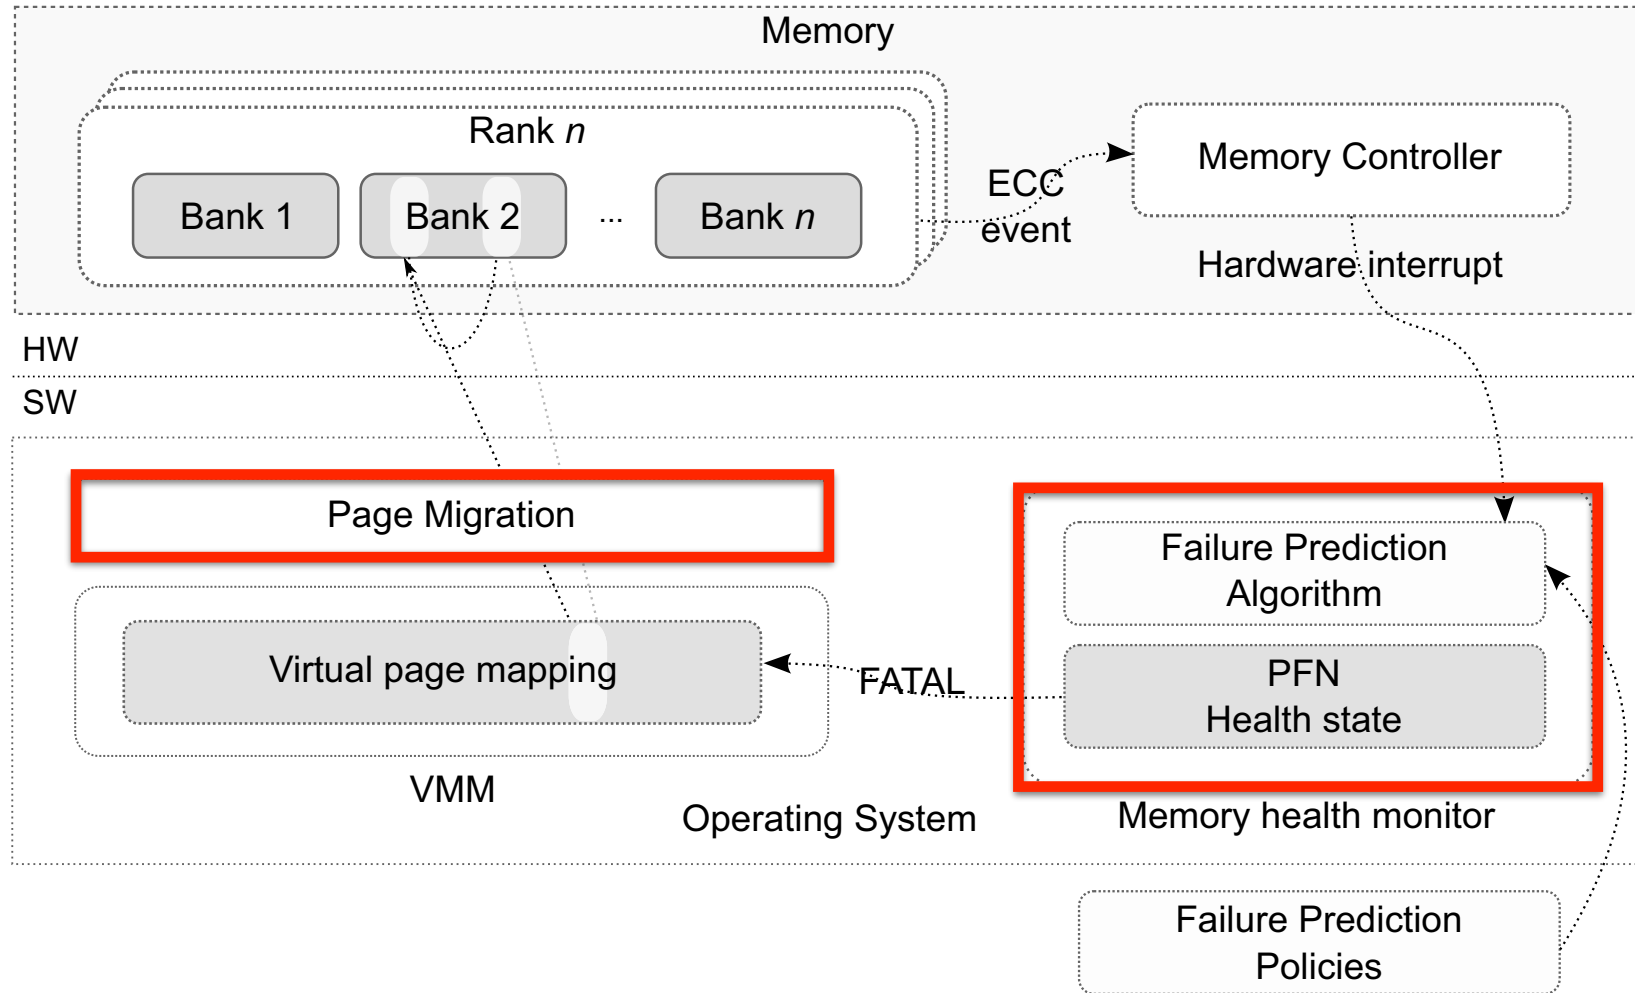 Memory
Rank n
Bank 1
Bank 2
...
Bank n
ECC
event
Memory Controller
Hardware interrupt
HW
SW
Page Migration
Failure Prediction
Algorithm
Virtual page mapping
FATAL
PFN
Health state
VMM
Operating System
Memory health monitor
Failure Prediction
Policies